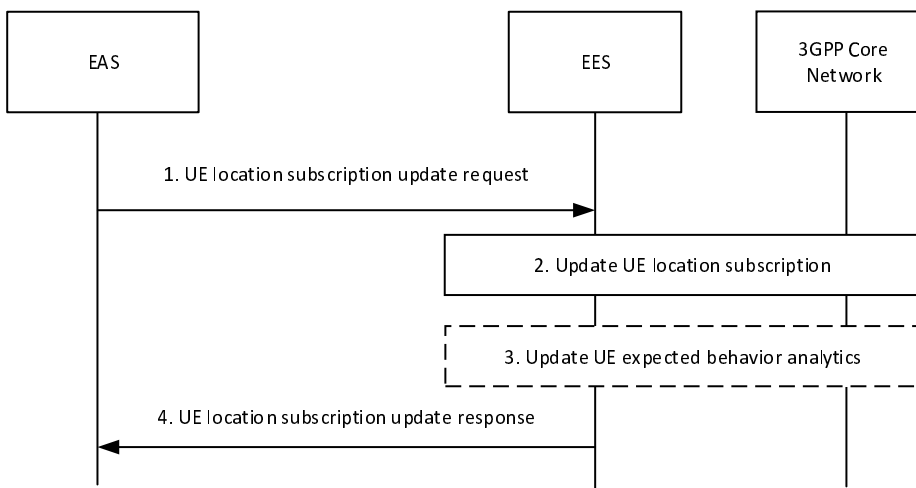 EAS
EES
3GPP Core
Network
1. UE location subscription update request
2. Update UE location subscription
3. Update UE expected behavior analytics
4. UE location subscription update response